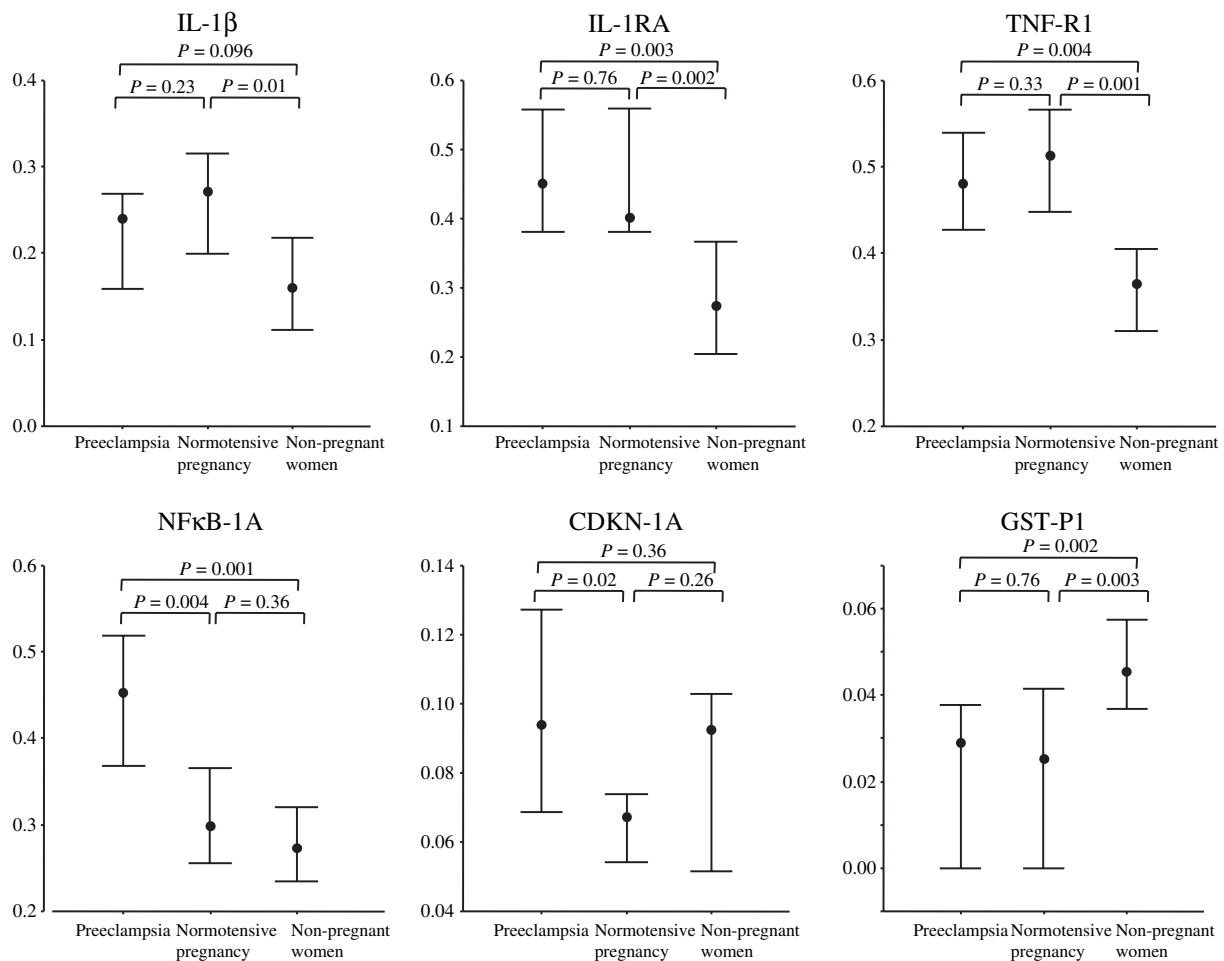 IL-1β
P = 0.096
P = 0.23 P = 0.01
0.4
0.3
0.2
0.1
0.0
Preeclampsia Normotensive Non-pregnant
pregnancy women
IL-1RA
P = 0.003
P = 0.76 P = 0.002
0.6
0.5
0.4
0.3
0.2
0.1
Preeclampsia Normotensive Non-pregnant
pregnancy women
TNF-R1
P = 0.004
P = 0.33 P = 0.001
0.6
0.5
0.4
0.3
0.2
Preeclampsia Normotensive Non-pregnant
pregnancy women
NFκB-1A
P = 0.001
P = 0.004 P = 0.36
0.6
0.5
0.4
0.3
0.2
Preeclampsia Normotensive Non-pregnant
pregnancy women
CDKN-1A
P = 0.36
P = 0.02 P = 0.26
0.14
0.12
0.10
0.08
0.06
0.04
Preeclampsia Normotensive Non-pregnant
pregnancy women
GST-P1
P = 0.002
P = 0.76 P = 0.003
0.06
0.04
0.02
0.00
Preeclampsia Normotensive Non-pregnant
pregnancy women